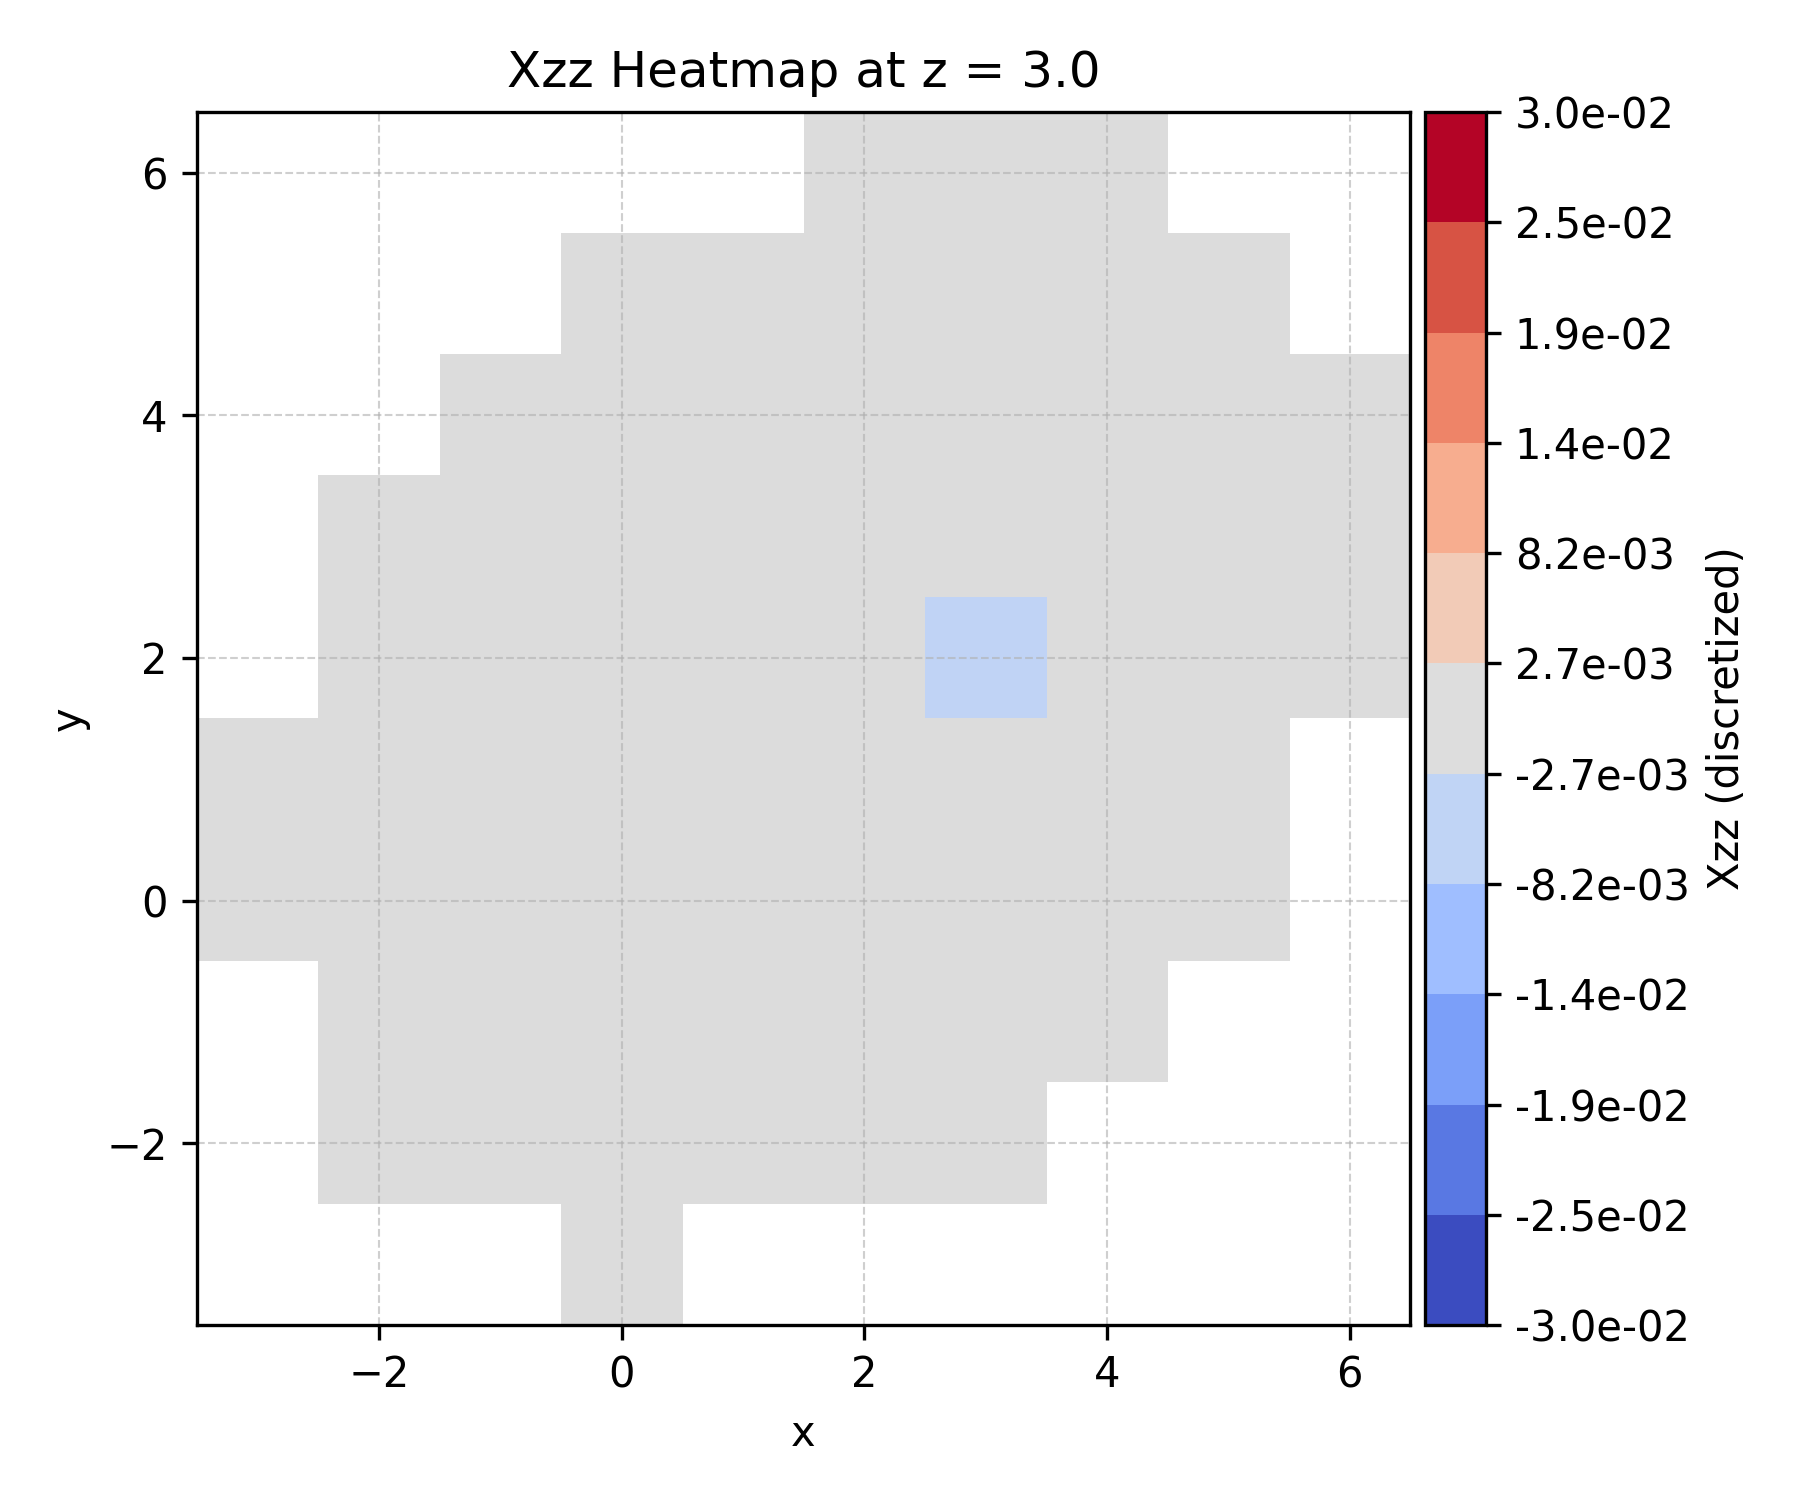 Xzz Heatmap at z = 3.0
6
4
2
0
−2
y
−2
0
2
4
6
x
3.0e-02
2.5e-02
1.9e-02
1.4e-02
8.2e-03
2.7e-03
-2.7e-03
-8.2e-03
-1.4e-02
-1.9e-02
-2.5e-02
-3.0e-02
Xzz (discretized)